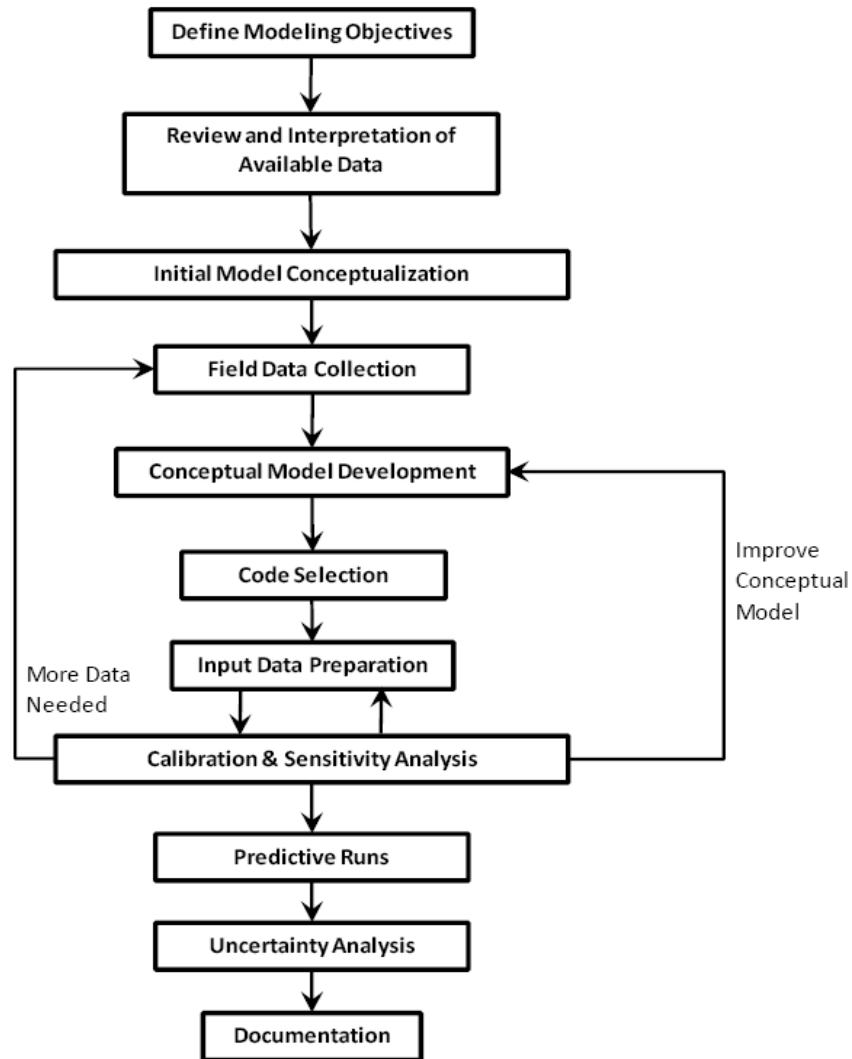 Define Modeling Objectives
Review and Interpretation of
Available Data
Initial Model Conceptualization
Field Data Collection
Conceptual Model Development
Code Selection
Improve
Conceptual
Model
Input Data Preparation
More Data
Needed
Calibration & Sensitivity Analysis
Predictive Runs
Uncertainty Analysis
Documentation